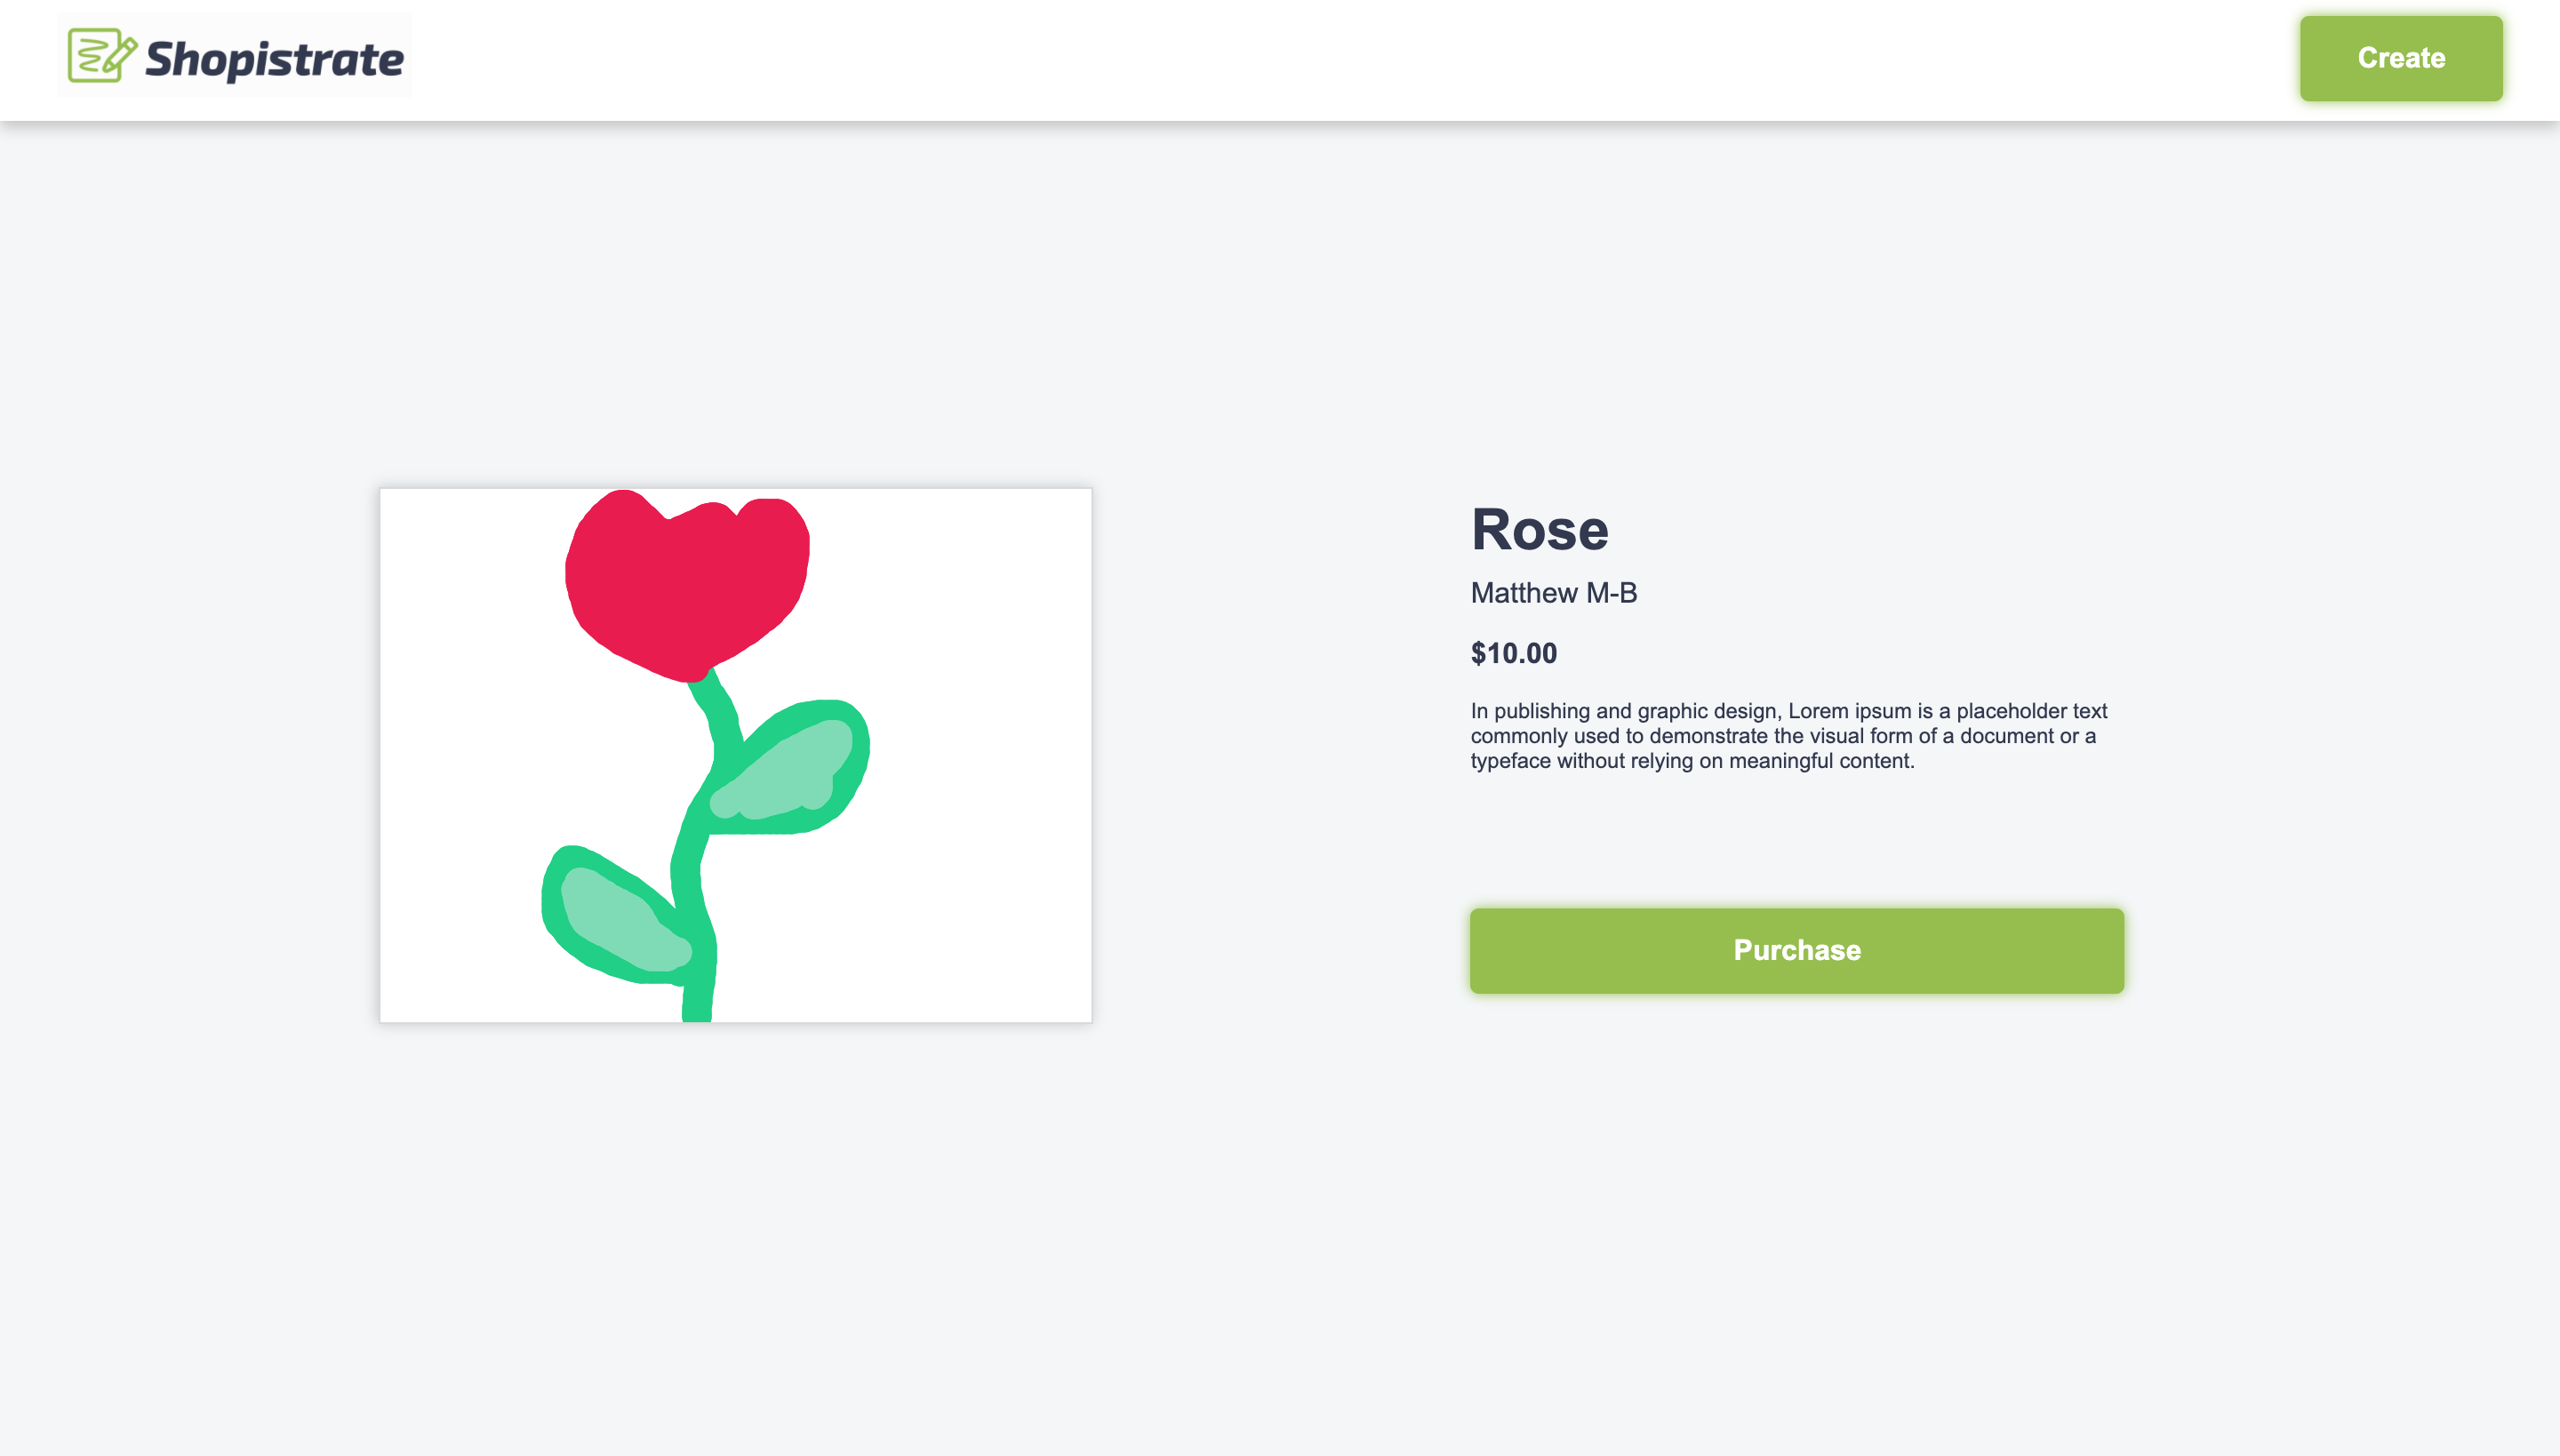 Shopistrate
Create
Rose
Matthew M-B
$10.00
In publishing and graphic design, Lorem ipsum is a placeholder text
commonly used to demonstrate the visual form of a document or a
typeface without relying on meaningful content.
Purchase